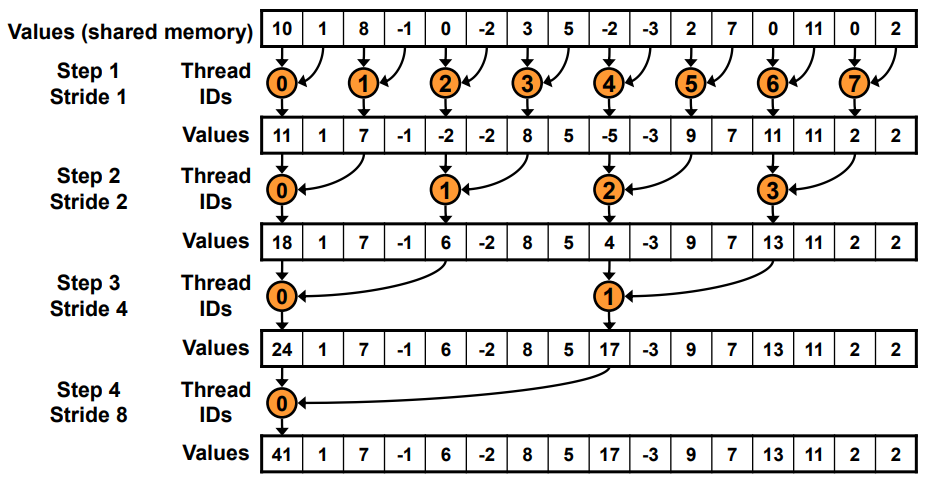 Values (shared memory) 10 1 8 -1 0 -2 3 5 -2 -3 2 7 0 11 0 2
Step 1 Thread 0 1 2 3 4 5 6 7
Stride 1 IDs
Values 11 1 7 -1 -2 -2 8 5 -5 -3 9 7 11 11 2 2
Step 2 Thread 0 1 2 3
Stride 2 IDs
Values 18 1 7 -1 6 -2 8 5 4 -3 9 7 13 11 2 2
Step 3 Thread 0 1
Stride 4 IDs
Values 24 1 7 -1 6 -2 8 5 17 -3 9 7 13 11 2 2
Step 4 Thread 0
Stride 8 IDs
Values 41 1 7 -1 6 -2 8 5 17 -3 9 7 13 11 2 2